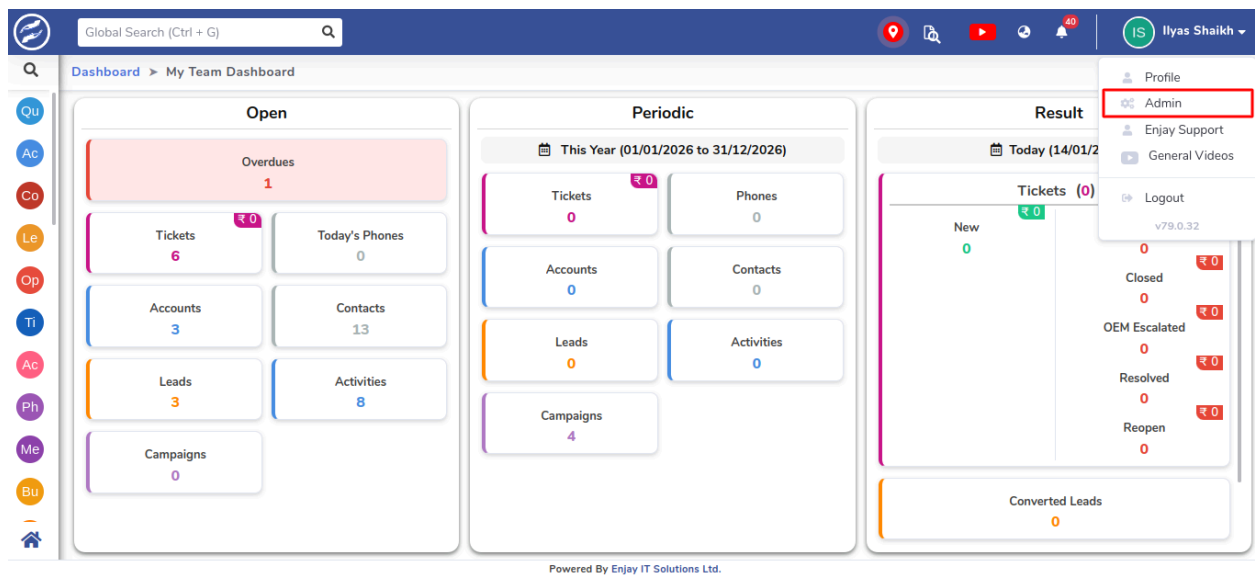 Global Search (Ctrl + G)
40
IS
Ilyas Shaikh
Dashboard ➤ My Team Dashboard
Profile
Admin
Enjay Support
General Videos
Logout
v79.0.32
Qu
Ac
Co
Le
Op
Ti
Ac
Ph
Me
Bu
Open
Overdues
1
₹ 0
Tickets
6
Today's Phones
0
Accounts
3
Contacts
13
Leads
3
Activities
8
Campaigns
0
Periodic
This Year (01/01/2026 to 31/12/2026)
₹ 0
Tickets
0
Phones
0
Accounts
0
Contacts
0
Leads
0
Activities
0
Campaigns
4
Result
Today (14/01/2
Tickets (0)
₹ 0
New
0
0
₹ 0
Closed
0
₹ 0
OEM Escalated
0
₹ 0
Resolved
0
₹ 0
Reopen
0
Converted Leads
0
Powered By Enjay IT Solutions Ltd.